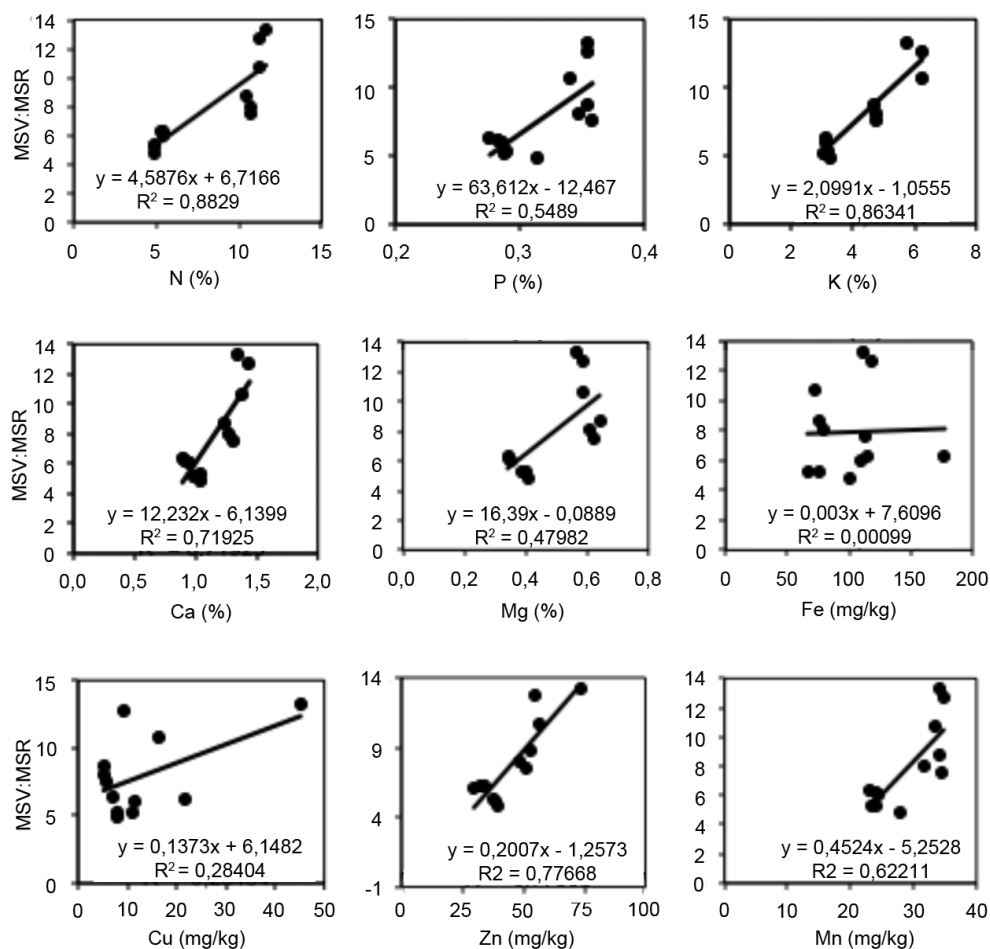 MSV:MSR
14
12
0
8
6
4
2
0
y = 4,5876x + 6,7166
R² = 0,8829
0 5 10 15
N (%)
15
10
5
0
y = 63,612x - 12,467
R² = 0,5489
0,2 0,3 0,4
P (%)
15
10
5
0
y = 2,0991x - 1,0555
R² = 0,86341
0 2 4 6 8
K (%)
MSV:MSR
14
12
10
8
6
4
2
0
y = 12,232x - 6,1399
R² = 0,71925
0,0 0,5 1,0 1,5 2,0
Ca (%)
14
12
10
8
6
4
2
0
y = 16,39x - 0,0889
R² = 0,47982
0,0 0,2 0,4 0,6 0,8
Mg (%)
14
12
10
8
6
4
2
0
y = 0,003x + 7,6096
R² = 0,00099
0 50 100 150 200
Fe (mg/kg)
MSV:MSR
15
10
5
0
y = 0,1373x + 6,1482
R² = 0,28404
0 10 20 30 40 50
Cu (mg/kg)
14
9
4
-1
y = 0,2007x - 1,2573
R2 = 0,77668
0 25 50 75 100
Zn (mg/kg)
14
12
10
8
6
4
2
0
y = 0,4524x - 5,2528
R2 = 0,62211
0 10 20 30 40
Mn (mg/kg)